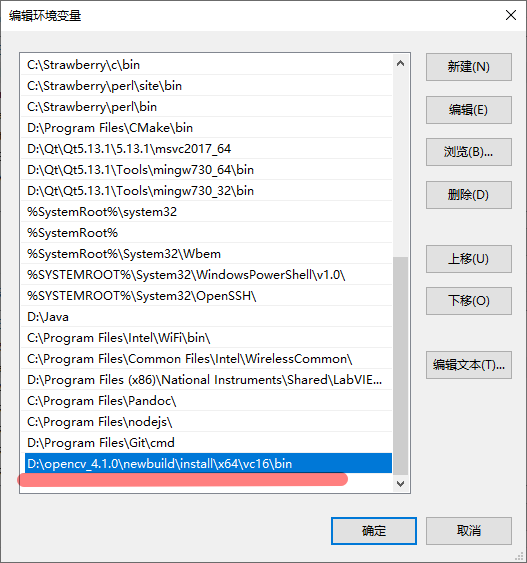 编辑环境变量
C:\Strawberry\c\bin
C:\Strawberry\perl\site\bin
C:\Strawberry\perl\bin
D:\Program Files\CMake\bin
D:\Qt\Qt5.13.1\5.13.1\msvc2017_64
D:\Qt\Qt5.13.1\Tools\mingw730_64\bin
D:\Qt\Qt5.13.1\Tools\mingw730_32\bin
%SystemRoot%\system32
%SystemRoot%
%SystemRoot%\System32\Wbem
%SYSTEMROOT%\System32\WindowsPowerShell\v1.0\
%SYSTEMROOT%\System32\OpenSSH\
D:\Java
C:\Program Files\Intel\WiFi\bin\
C:\Program Files\Common Files\Intel\WirelessCommon\
D:\Program Files (x86)\National Instruments\Shared\LabVIE...
C:\Program Files\Pandoc\
C:\Program Files\nodejs\
D:\Program Files\Git\cmd
D:\opencv_4.1.0\newbuild\install\x64\vc16\bin
新建(N)
编辑(E)
浏览(B)...
删除(D)
上移(U)
下移(O)
编辑文本(T)...
确定
取消